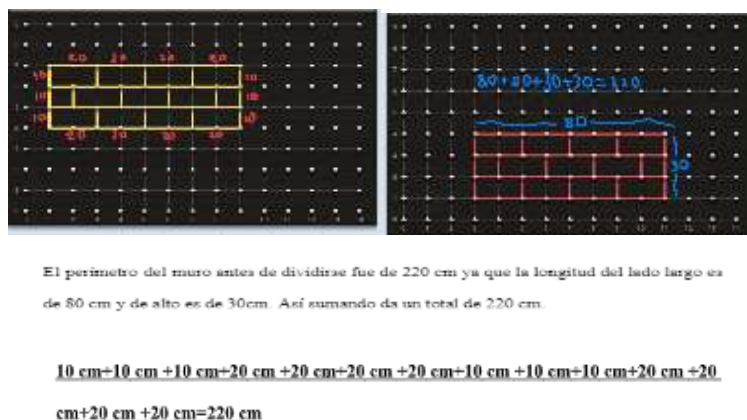 20 20 20 20
10 10
10 10
10 10
20 20 20 20
80+80+30+30=220
80
30
El perímetro del muro antes de dividirse fue de 220 cm ya que la longitud del lado largo es
de 80 cm y de alto es de 30cm. Así sumando da un total de 220 cm.
10 cm+10 cm +10 cm+20 cm +20 cm+20 cm +20 cm+10 cm +10 cm+10 cm+20 cm +20
cm+20 cm +20 cm=220 cm